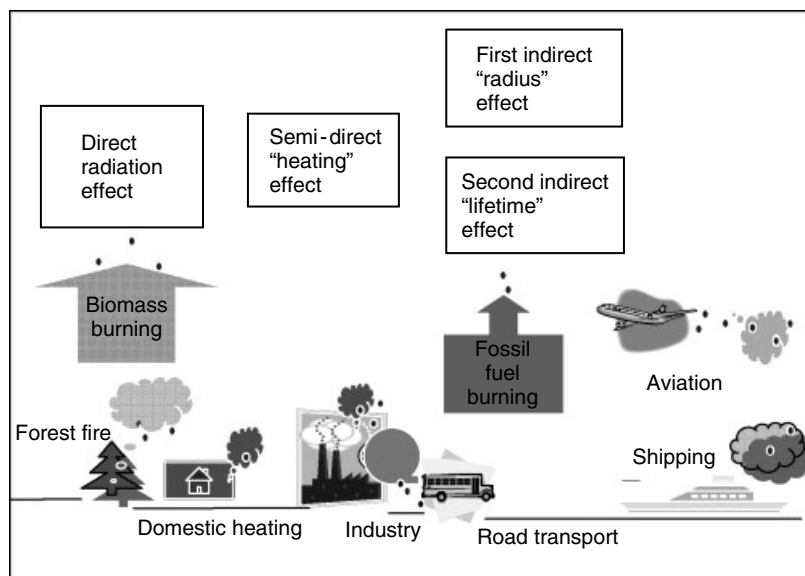 First indirect
“radius”
effect
Direct
radiation
effect
Semi-direct
“heating”
effect
Second indirect
“lifetime”
effect
Biomass
burning
Fossil
fuel
burning
Aviation
Forest fire
Shipping
Domestic heating
Industry
Road transport